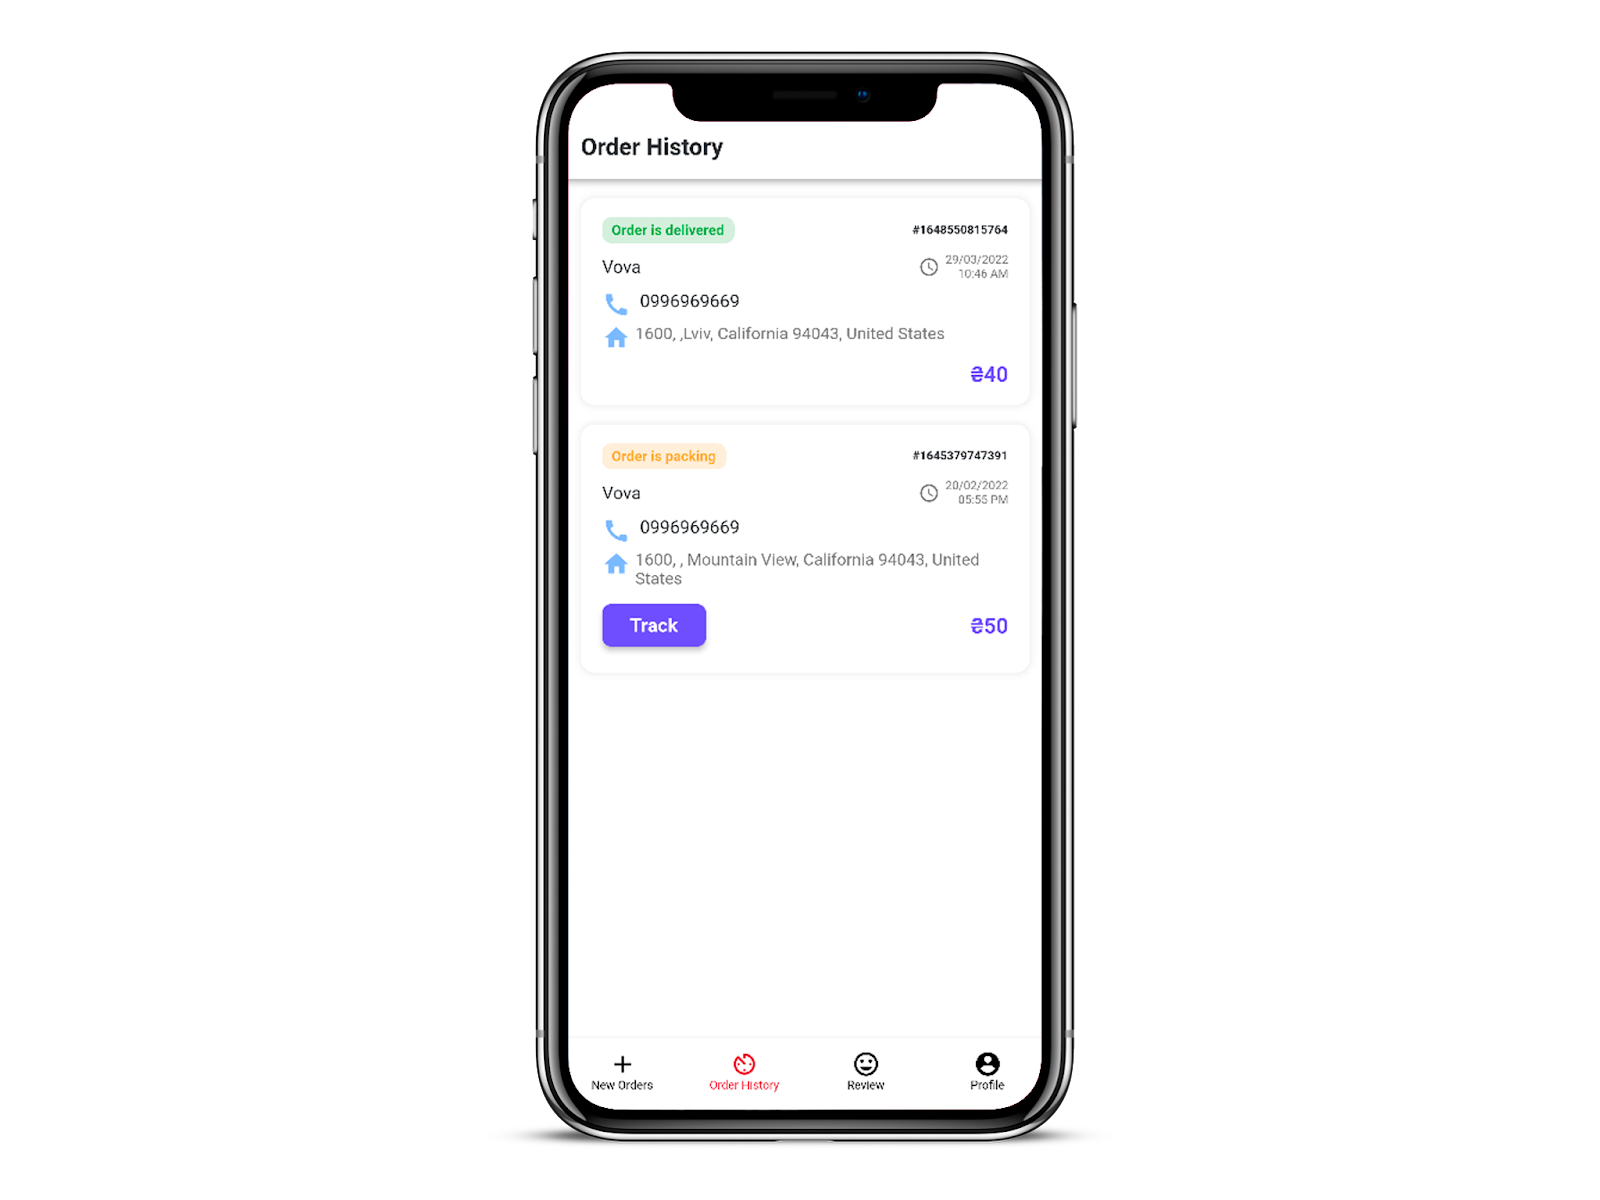 Order History
Order is delivered
#1648550815764
Vova
29/03/2022
10:46 AM
0996969669
1600, ,Lviv, California 94043, United States
₴40
Order is packing
#1645379747391
Vova
20/02/2022
05:55 PM
0996969669
1600, , Mountain View, California 94043, United
States
Track
₴50
New Orders
Order History
Review
Profile